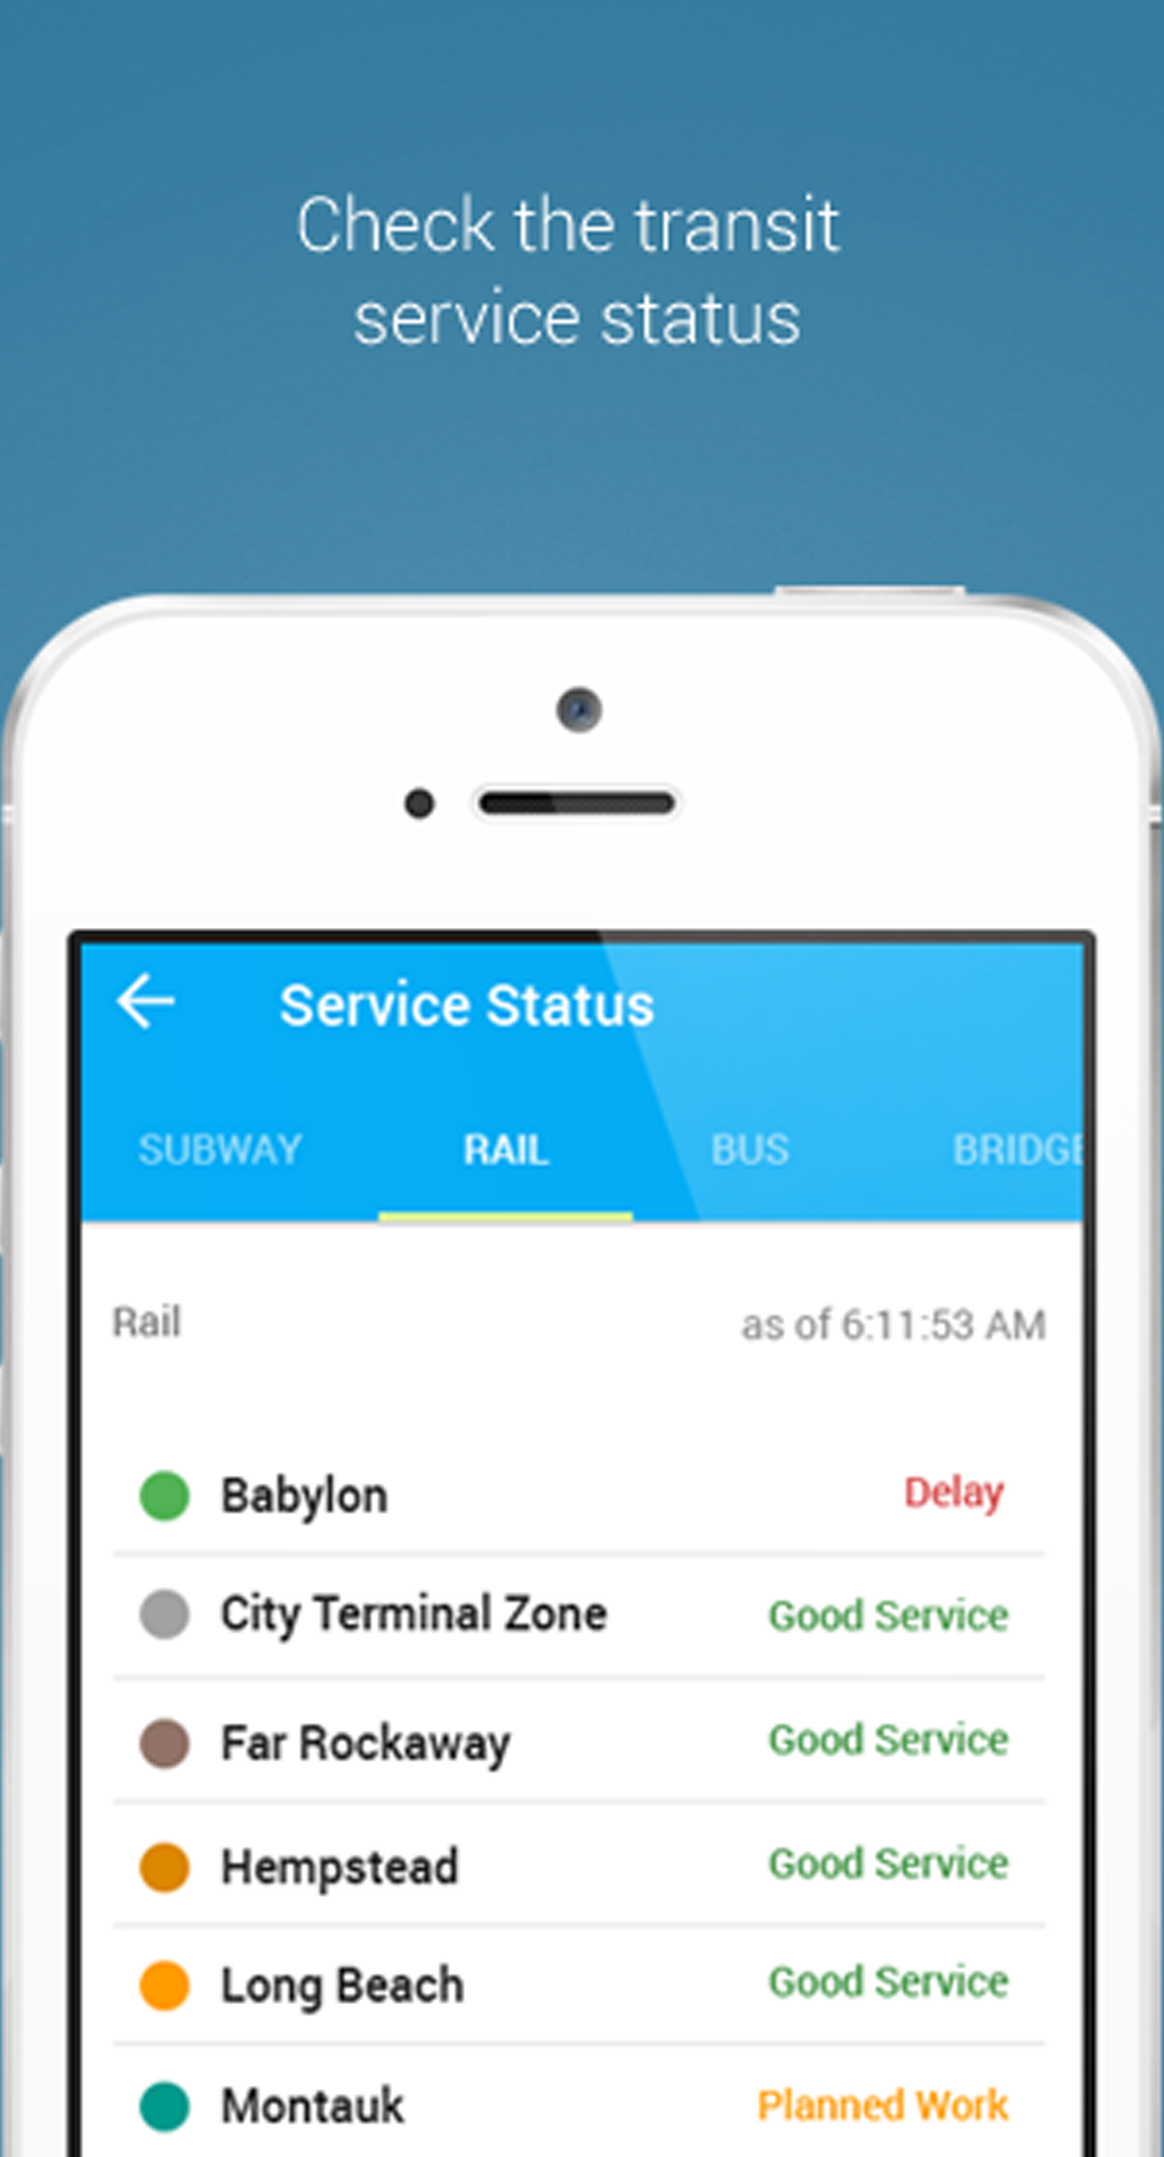 Check the transit
service status
Service Status
SUBWAY RAIL BUS BRIDGE
Rail as of 6:11:53 AM
Babylon Delay
City Terminal Zone Good Service
Far Rockaway Good Service
Hempstead Good Service
Long Beach Good Service
Montauk Planned Work